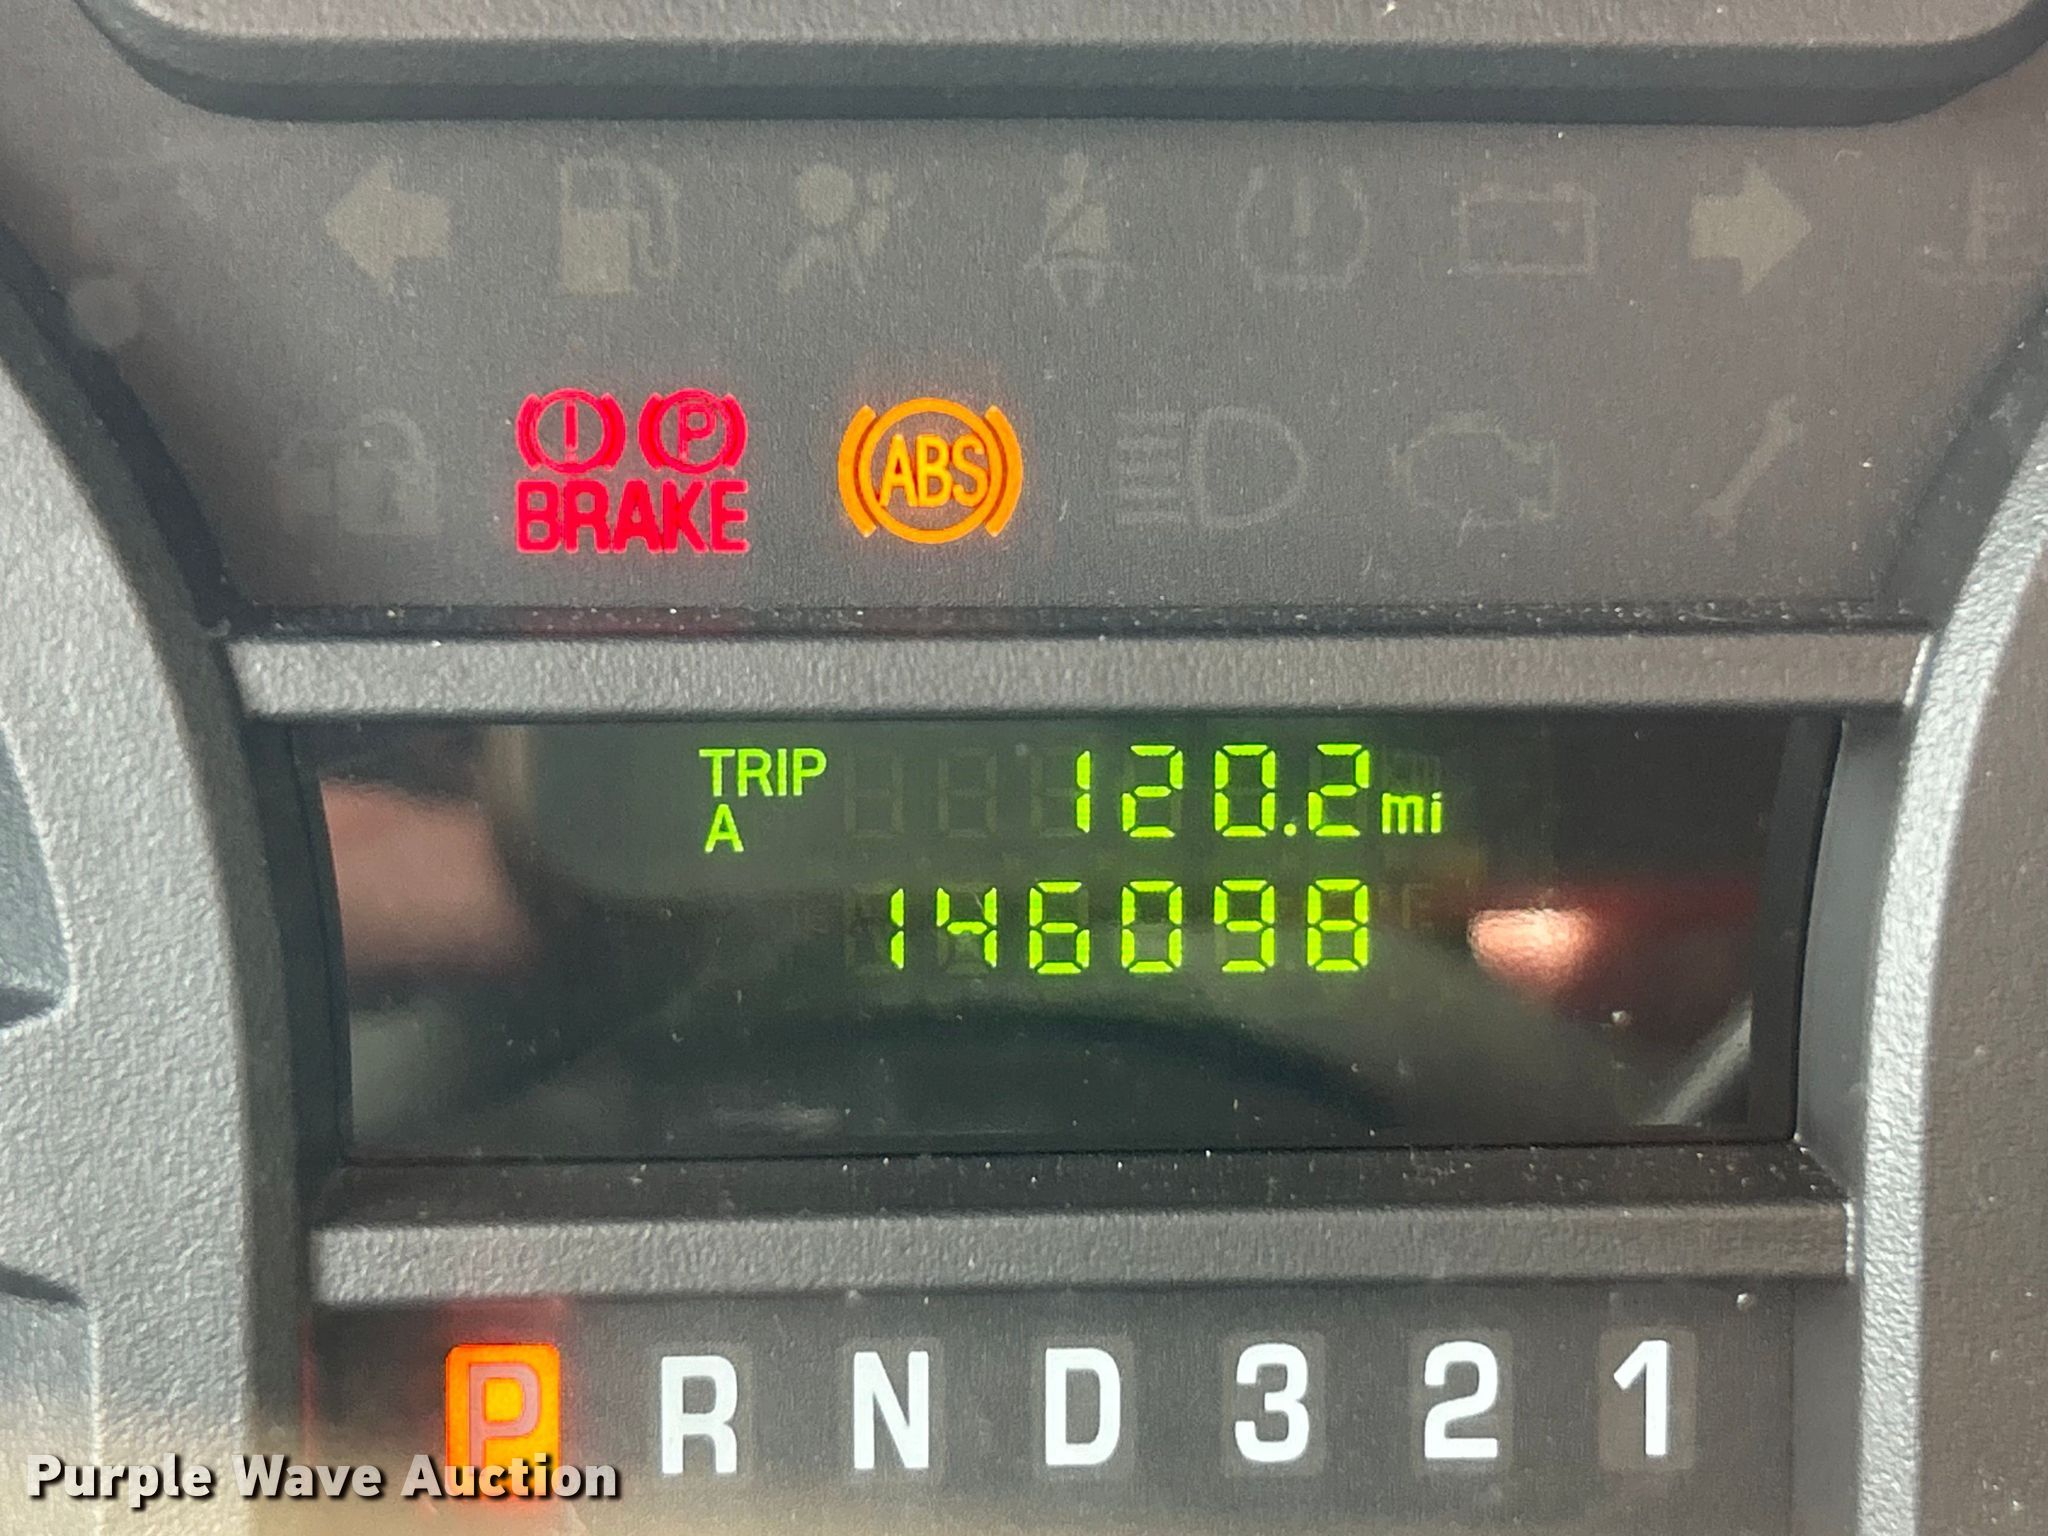 P
BRAKE
ABS
TRIP 120.2 mi
A
146098
P R N D 3 2 1
Purple Wave Auction